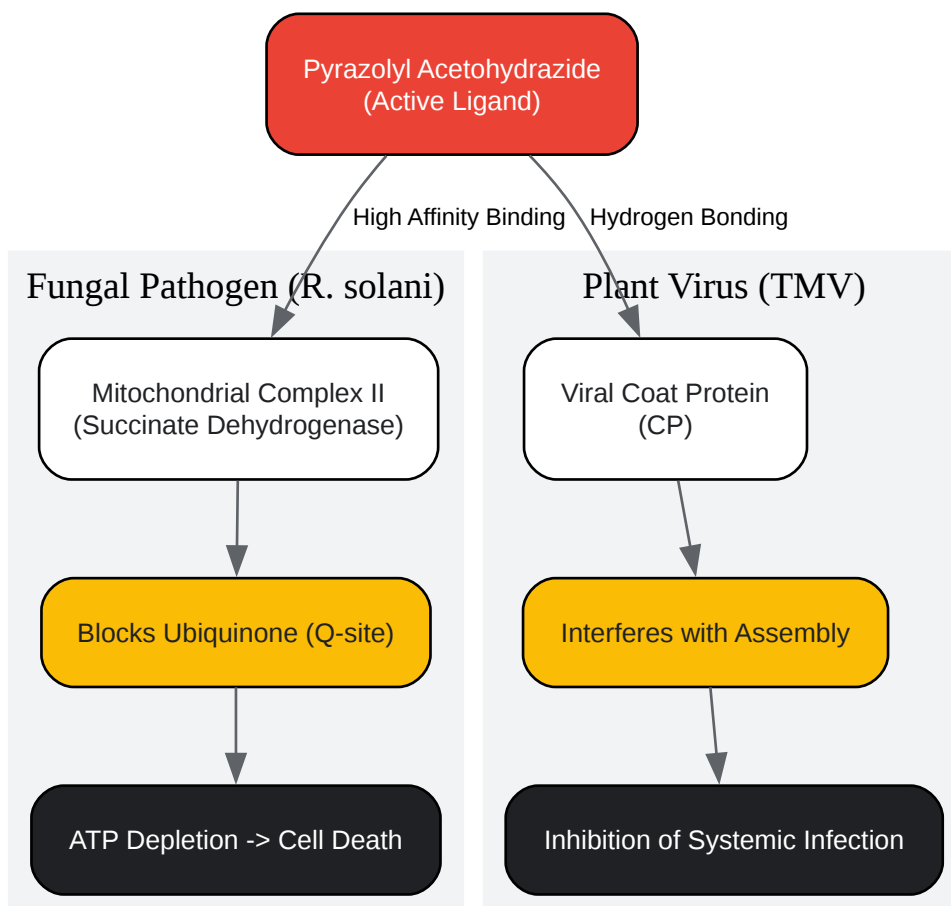 Pyrazolyl Acetohydrazide
(Active Ligand)
High Affinity Binding
Hydrogen Bonding
Fungal Pathogen (R. solani)
Mitochondrial Complex II
(Succinate Dehydrogenase)
Blocks Ubiquinone (Q-site)
ATP Depletion -> Cell Death
Plant Virus (TMV)
Viral Coat Protein
(CP)
Interferes with Assembly
Inhibition of Systemic Infection